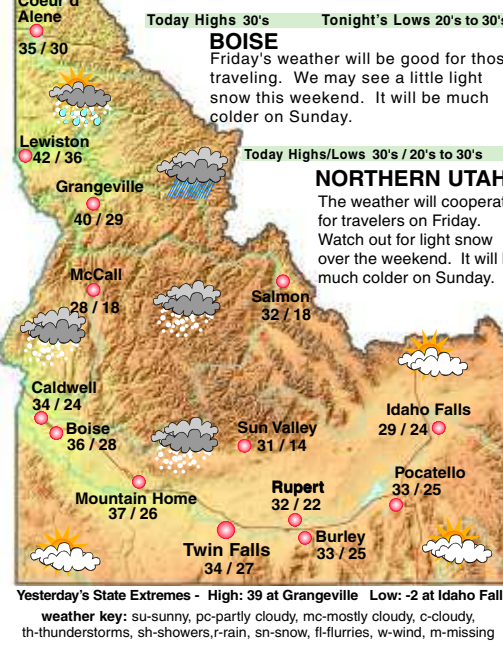 Coeur d'
Alene
35 / 30
Today Highs 30's Tonight's Lows 20's to 30's
BOISE
Friday's weather will be good for those
traveling. We may see a little light
snow this weekend. It will be much
colder on Sunday.
Lewiston
42 / 36
Today Highs/Lows 30's / 20's to 30's
NORTHERN UTAH
The weather will cooperat
for travelers on Friday.
Watch out for light snow
over the weekend. It will
much colder on Sunday.
Grangeville
40 / 29
McCall
28 / 18
Salmon
32 / 18
Caldwell
34 / 24
Boise
36 / 28
Sun Valley
31 / 14
Idaho Falls
29 / 24
Mountain Home
37 / 26
Rupert
32 / 22
Pocatello
33 / 25
Twin Falls
34 / 27
Burley
33 / 25
Yesterday's State Extremes - High: 39 at Grangeville Low: -2 at Idaho Fall
weather key: su-sunny, pc-partly cloudy, mc-mostly cloudy, c-cloudy,
th-thunderstorms, sh-showers,r-rain, sn-snow, fl-flurries, w-wind, m-missing